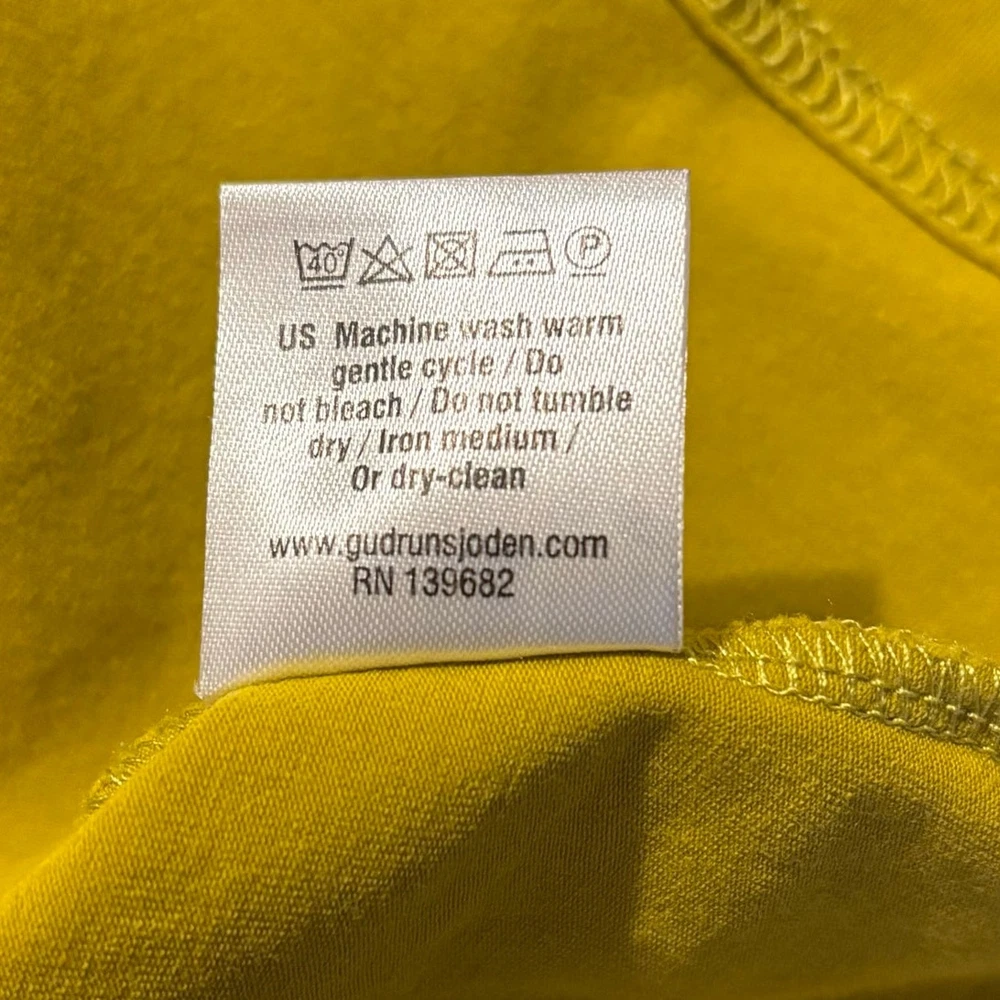 40°
P
US Machine wash warm
gentle cycle / Do
not bleach / Do not tumble
dry / Iron medium /
Or dry-clean
www.gudrunsjoden.com
RN 139682